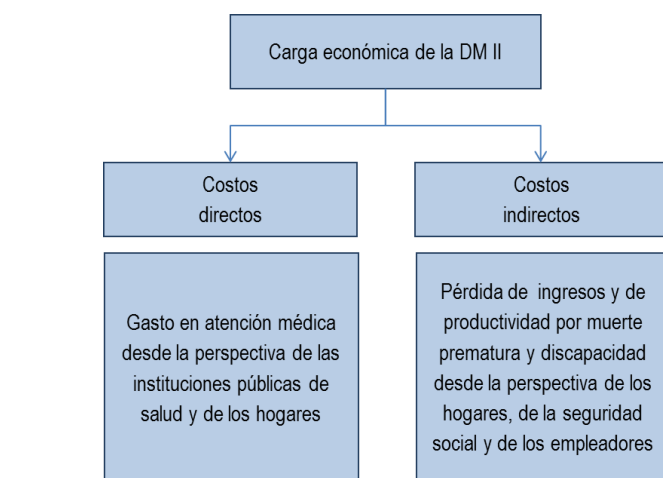 Carga económica de la DM II
Costos
directos
Costos
indirectos
Gasto en atención médica
desde la perspectiva de las
instituciones públicas de
salud y de los hogares
Pérdida de ingresos y de
productividad por muerte
prematura y discapacidad
desde la perspectiva de los
hogares, de la seguridad
social y de los empleadores